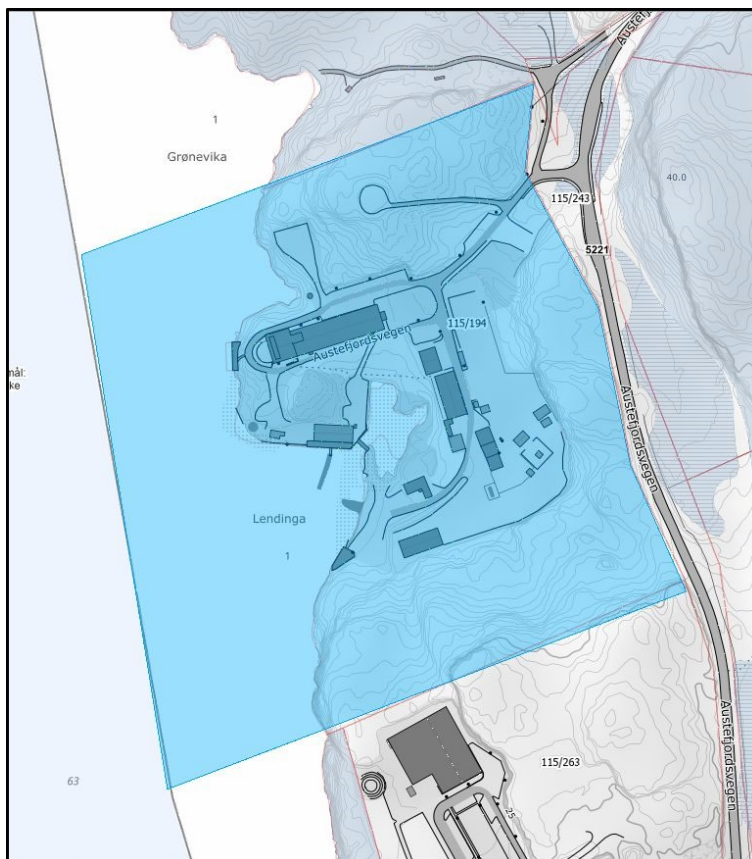 Austefj
1
Grønevika
40.0
115/243
5221
115/194
Austefjordsvegen
mål:
ke
Austefjordsvegen
Lendinga
1
Austefjordsvegen
115/263
63
25